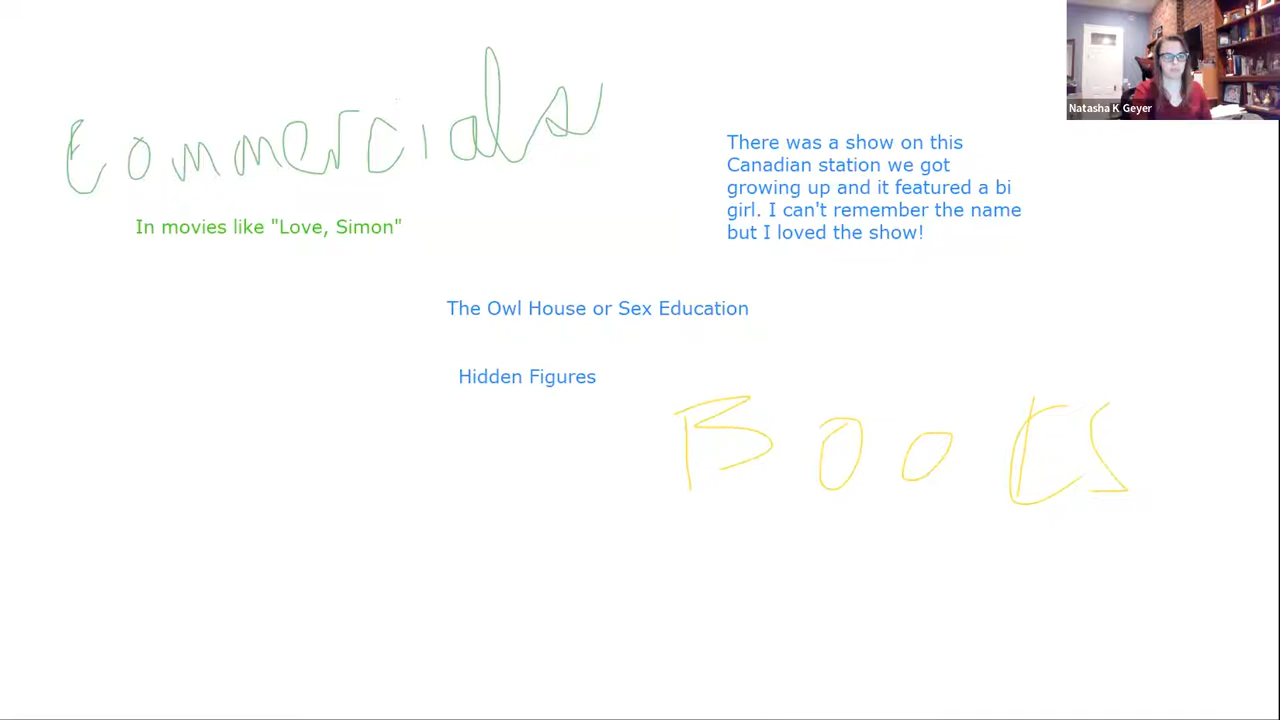 Commercials
Natasha K Geyer
There was a show on this
Canadian station we got
growing up and it featured a bi
girl. I can't remember the name
but I loved the show!
In movies like "Love, Simon"
The Owl House or Sex Education
Hidden Figures
Books